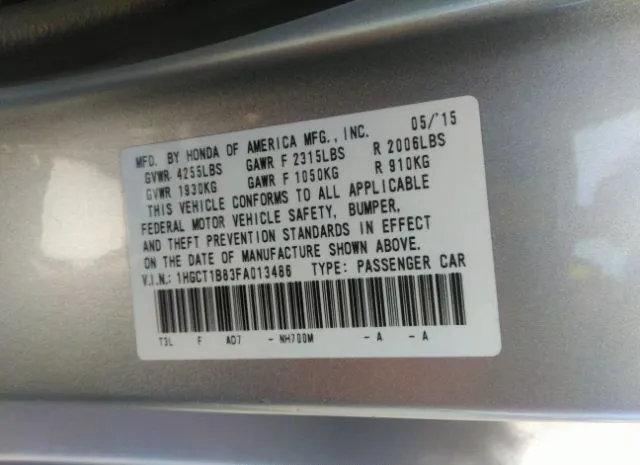 MFD. BY HONDA OF AMERICA MFG., INC. 05/'15
GVWR 4255LBS GAWR F 2315LBS R 2006LBS
GVWR 1930KG GAWR F 1050KG R 910KG
THIS VEHICLE CONFORMS TO ALL APPLICABLE
FEDERAL MOTOR VEHICLE SAFETY, BUMPER,
AND THEFT PREVENTION STANDARDS IN EFFECT
ON THE DATE OF MANUFACTURE SHOWN ABOVE.
V.I.N.: 1HGCT1B83FA013486 TYPE: PASSENGER CAR
T3L F AD7 - NH700M - A - A